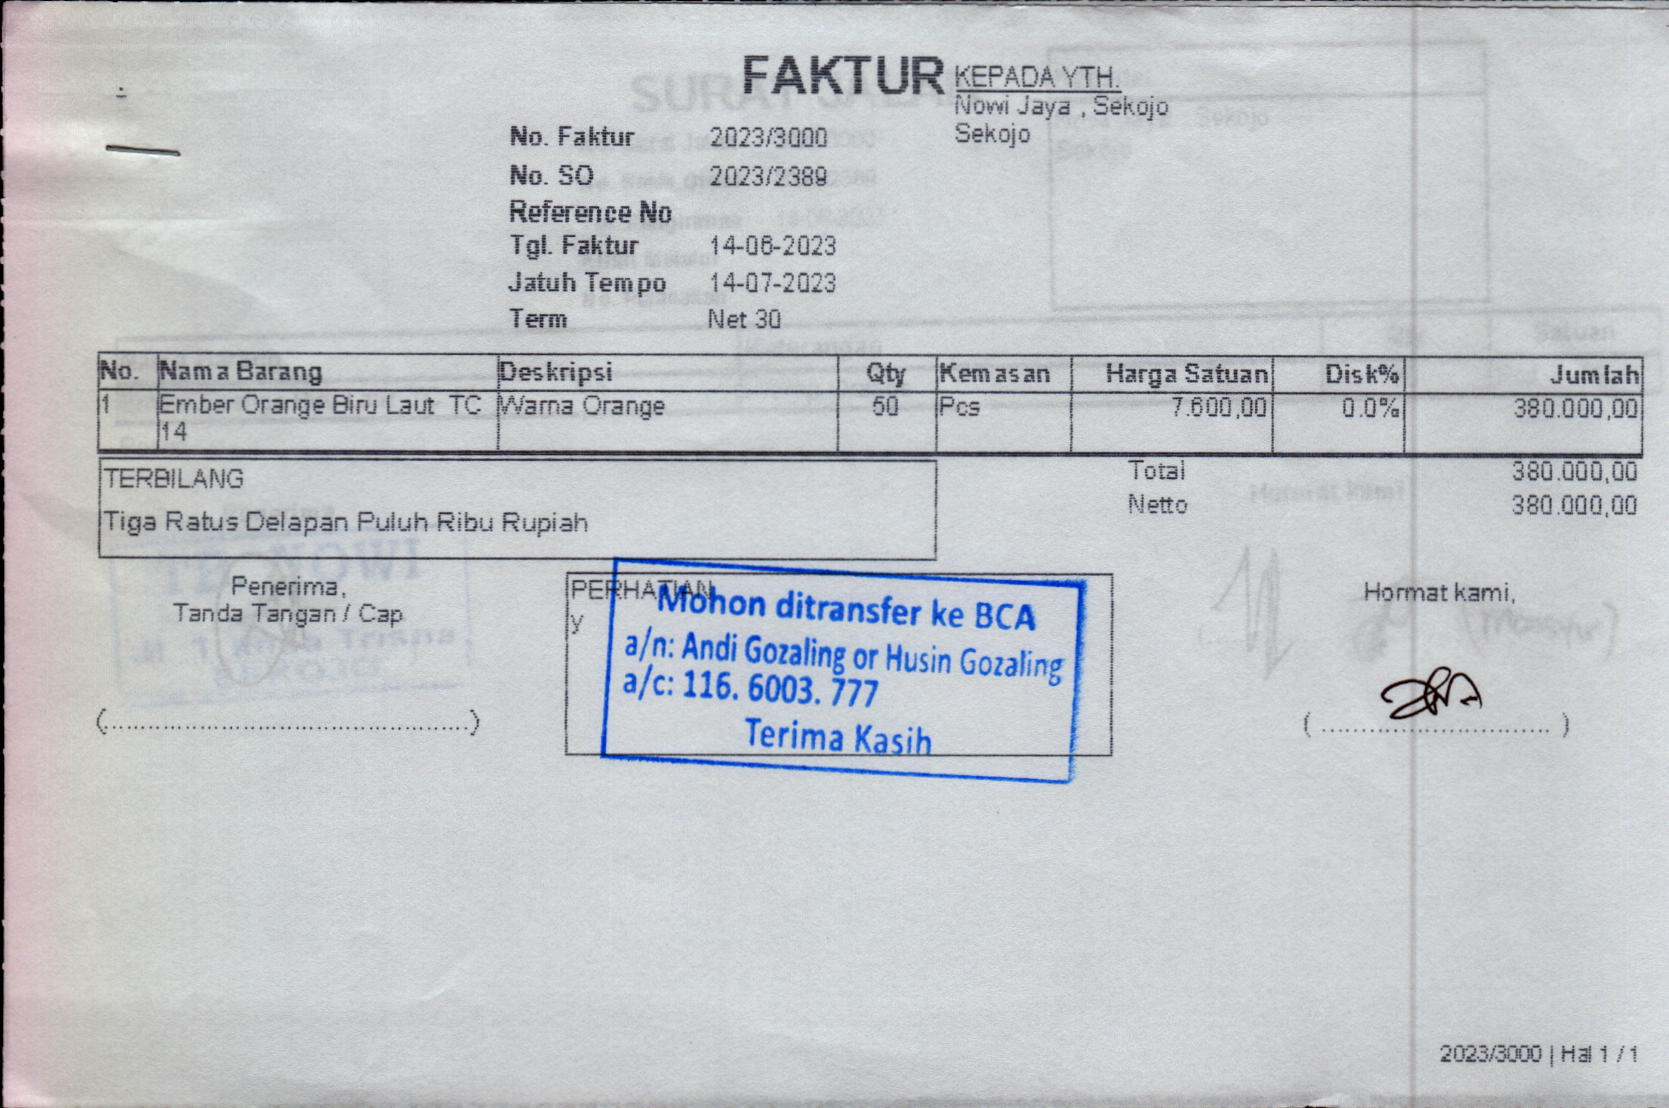 FAKTUR
KEPADA YTH.
Nowi Jaya , Sekojo
Sekojo
No. Faktur 2023/3000
No. SO 2023/2389
Reference No
Tgl. Faktur 14-06-2023
Jatuh Tempo 14-07-2023
Term Net 30
No. Nama Barang Deskripsi Qty Kemasan Harga Satuan Disk% Jumlah
1 Ember Orange Biru Laut TC Warna Orange 50 Pcs 7.600,00 0.0% 380.000,00
14
TERBILANG
Tiga Ratus Delapan Puluh Ribu Rupiah
Total 380.000,00
Netto 380.000,00
Penerima,
Tanda Tangan / Cap
(............................................)
PERHATIAN
y
Mohon ditransfer ke BCA
a/n: Andi Gozaling or Husin Gozaling
a/c: 116. 6003. 777
Terima Kasih
Hormat kami,
( ............................ )
2023/3000 | Hal 1 / 1